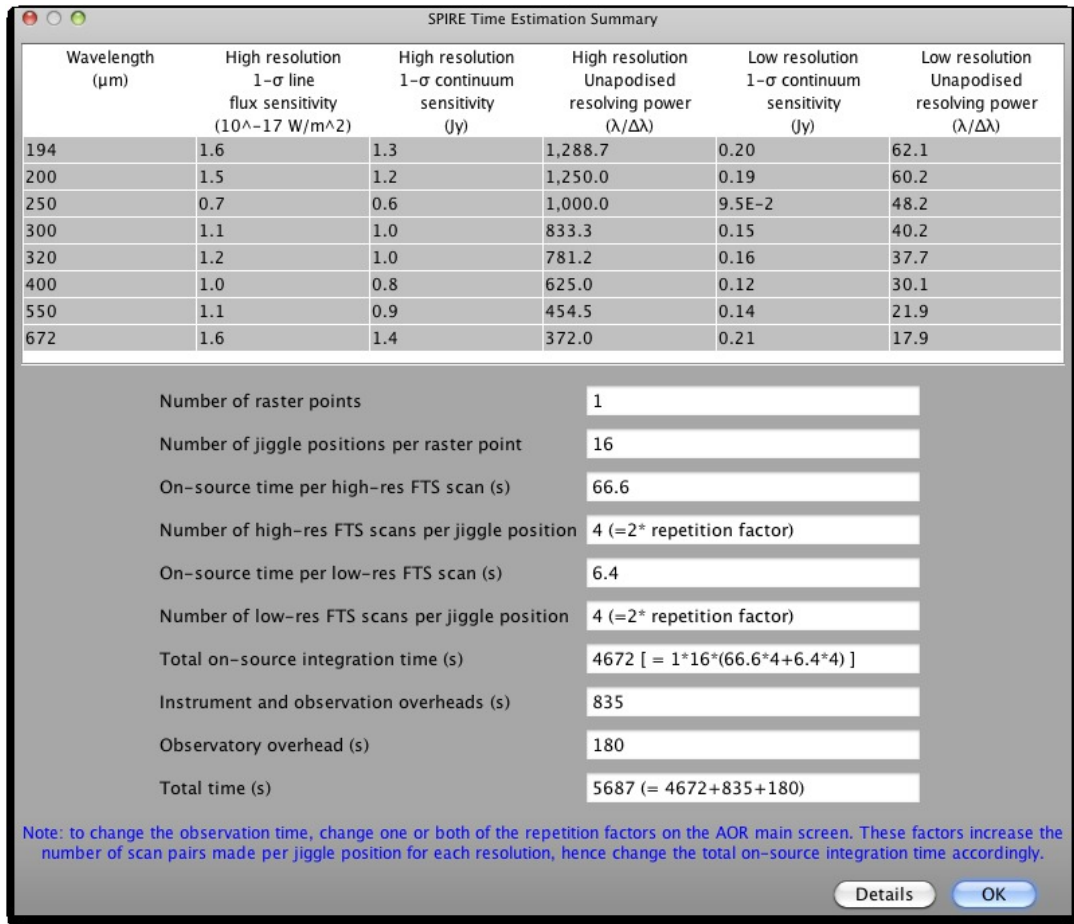 SPIRE Time Estimation Summary
Wavelength (μm) High resolution 1-σ line flux sensitivity (10^-17 W/m^2) High resolution 1-σ continuum sensitivity (Jy) High resolution Unapodised resolving power (λ/Δλ) Low resolution 1-σ continuum sensitivity (Jy) Low resolution Unapodised resolving power (λ/Δλ)
194 1.6 1.3 1,288.7 0.20 62.1
200 1.5 1.2 1,250.0 0.19 60.2
250 0.7 0.6 1,000.0 9.5E-2 48.2
300 1.1 1.0 833.3 0.15 40.2
320 1.2 1.0 781.2 0.16 37.7
400 1.0 0.8 625.0 0.12 30.1
550 1.1 0.9 454.5 0.14 21.9
672 1.6 1.4 372.0 0.21 17.9
Number of raster points 1
Number of jiggle positions per raster point 16
On-source time per high-res FTS scan (s) 66.6
Number of high-res FTS scans per jiggle position 4 (=2* repetition factor)
On-source time per low-res FTS scan (s) 6.4
Number of low-res FTS scans per jiggle position 4 (=2* repetition factor)
Total on-source integration time (s) 4672 [ = 1*16*(66.6*4+6.4*4) ]
Instrument and observation overheads (s) 835
Observatory overhead (s) 180
Total time (s) 5687 (= 4672+835+180)
Note: to change the observation time, change one or both of the repetition factors on the AOR main screen. These factors increase the
number of scan pairs made per jiggle position for each resolution, hence change the total on-source integration time accordingly.
Details OK